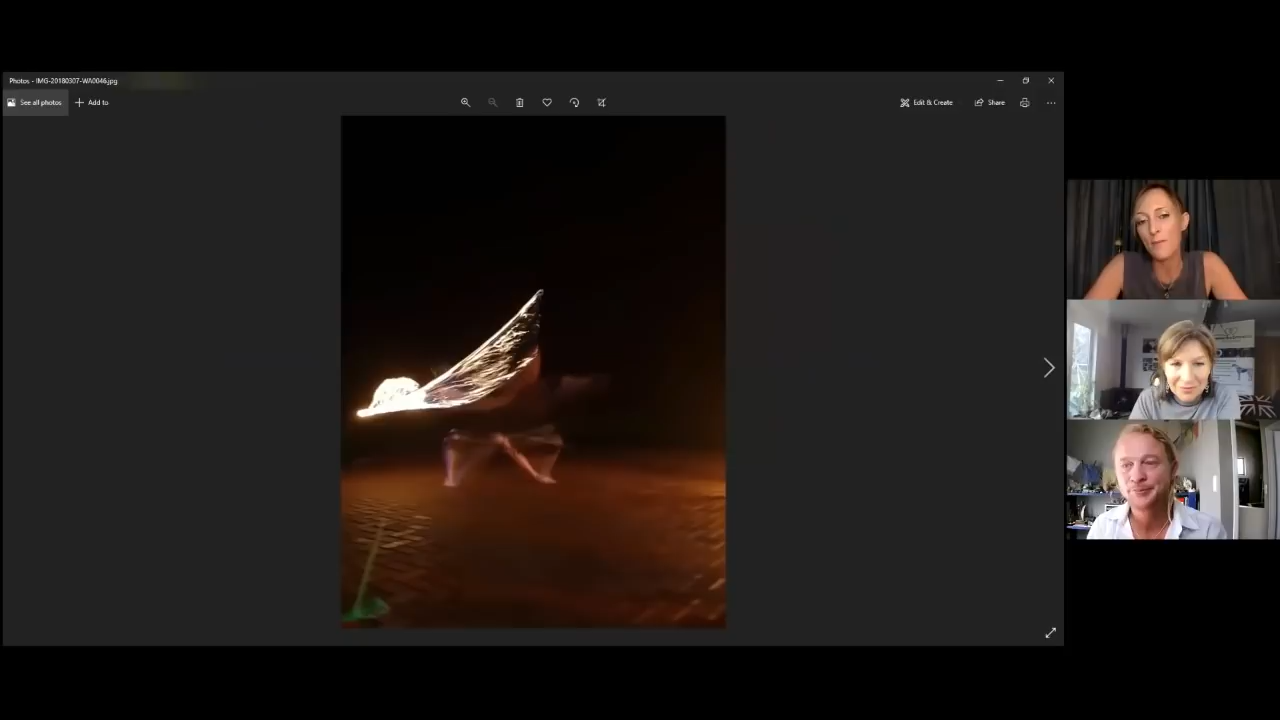 Photos - IMG-20180307-WA0046.jpg
See all photos
Add to
Edit & Create
Share